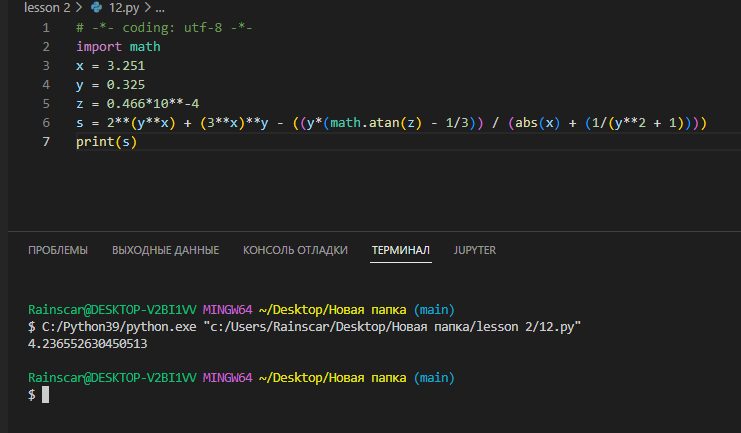 lesson 2 > 12.py > ...
1 # -*- coding: utf-8 -*-
2 import math
3 x = 3.251
4 y = 0.325
5 z = 0.466*10**-4
6 s = 2**(y**x) + (3**x)**y - ((y*(math.atan(z) - 1/3)) / (abs(x) + (1/(y**2 + 1))))
7 print(s)
ПРОБЛЕМЫ ВЫХОДНЫЕ ДАННЫЕ КОНСОЛЬ ОТЛАДКИ ТЕРМИНАЛ JUPYTER
Rainscar@DESKTOP-V2BI1VV MINGW64 ~/Desktop/Новая папка (main)
$ C:/Python39/python.exe "c:/Users/Rainscar/Desktop/Новая папка/lesson 2/12.py"
4.236552630450513
Rainscar@DESKTOP-V2BI1VV MINGW64 ~/Desktop/Новая папка (main)
$